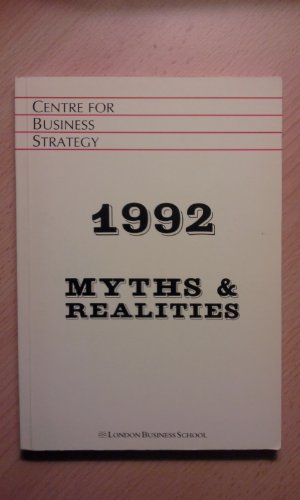 CENTRE FOR
BUSINESS
STRATEGY
1992
MYTHS &
REALITIES
LONDON BUSINESS SCHOOL